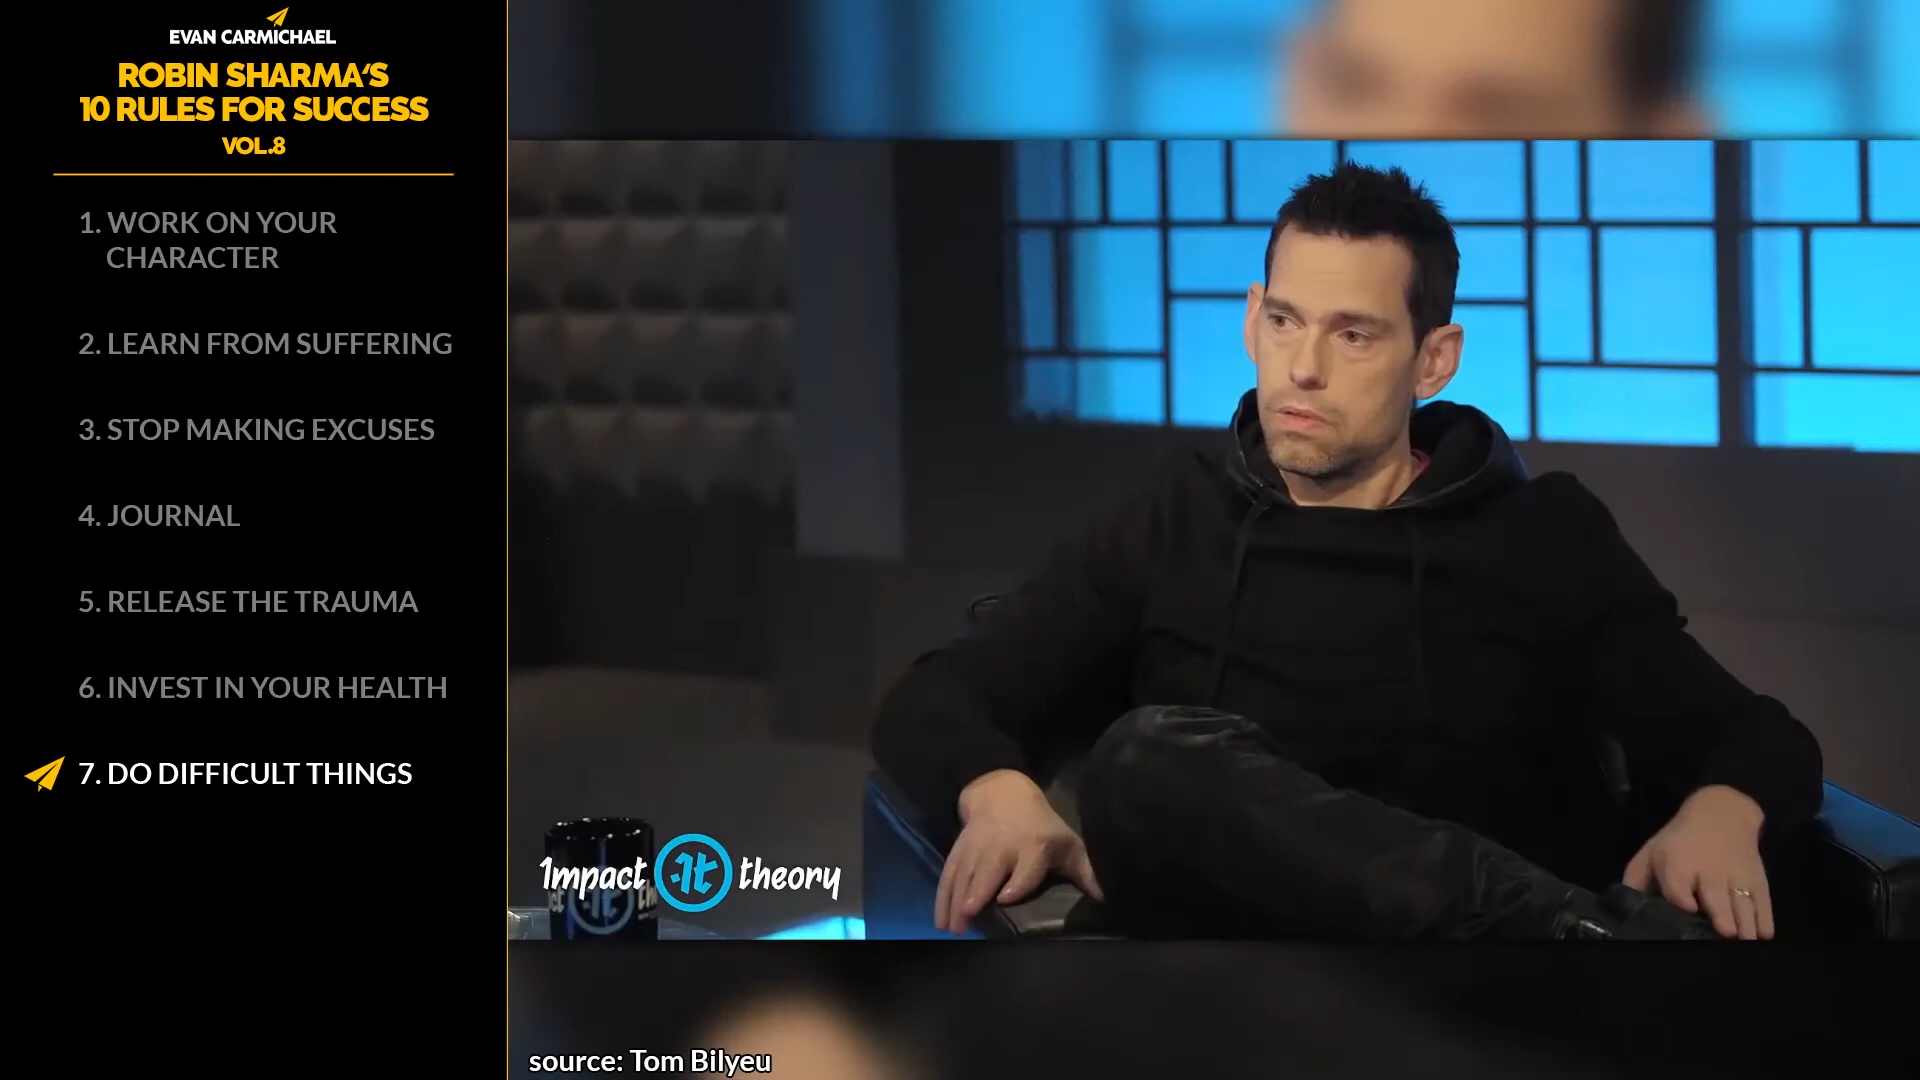 EVAN CARMICHAEL
ROBIN SHARMA'S
10 RULES FOR SUCCESS
VOL.8
1. WORK ON YOUR
CHARACTER
2. LEARN FROM SUFFERING
3. STOP MAKING EXCUSES
4. JOURNAL
5. RELEASE THE TRAUMA
6. INVEST IN YOUR HEALTH
7. DO DIFFICULT THINGS
1mpact it theory
source: Tom Bilyeu